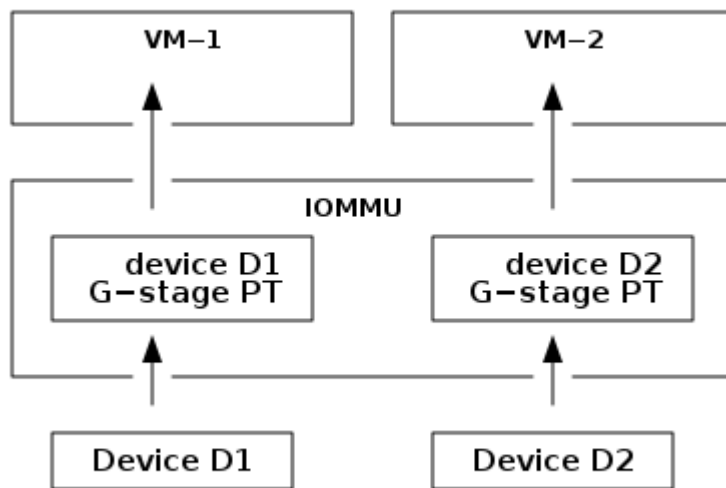 VM−1
VM−2
IOMMU
device D1
G−stage PT
device D2
G−stage PT
Device D1
Device D2